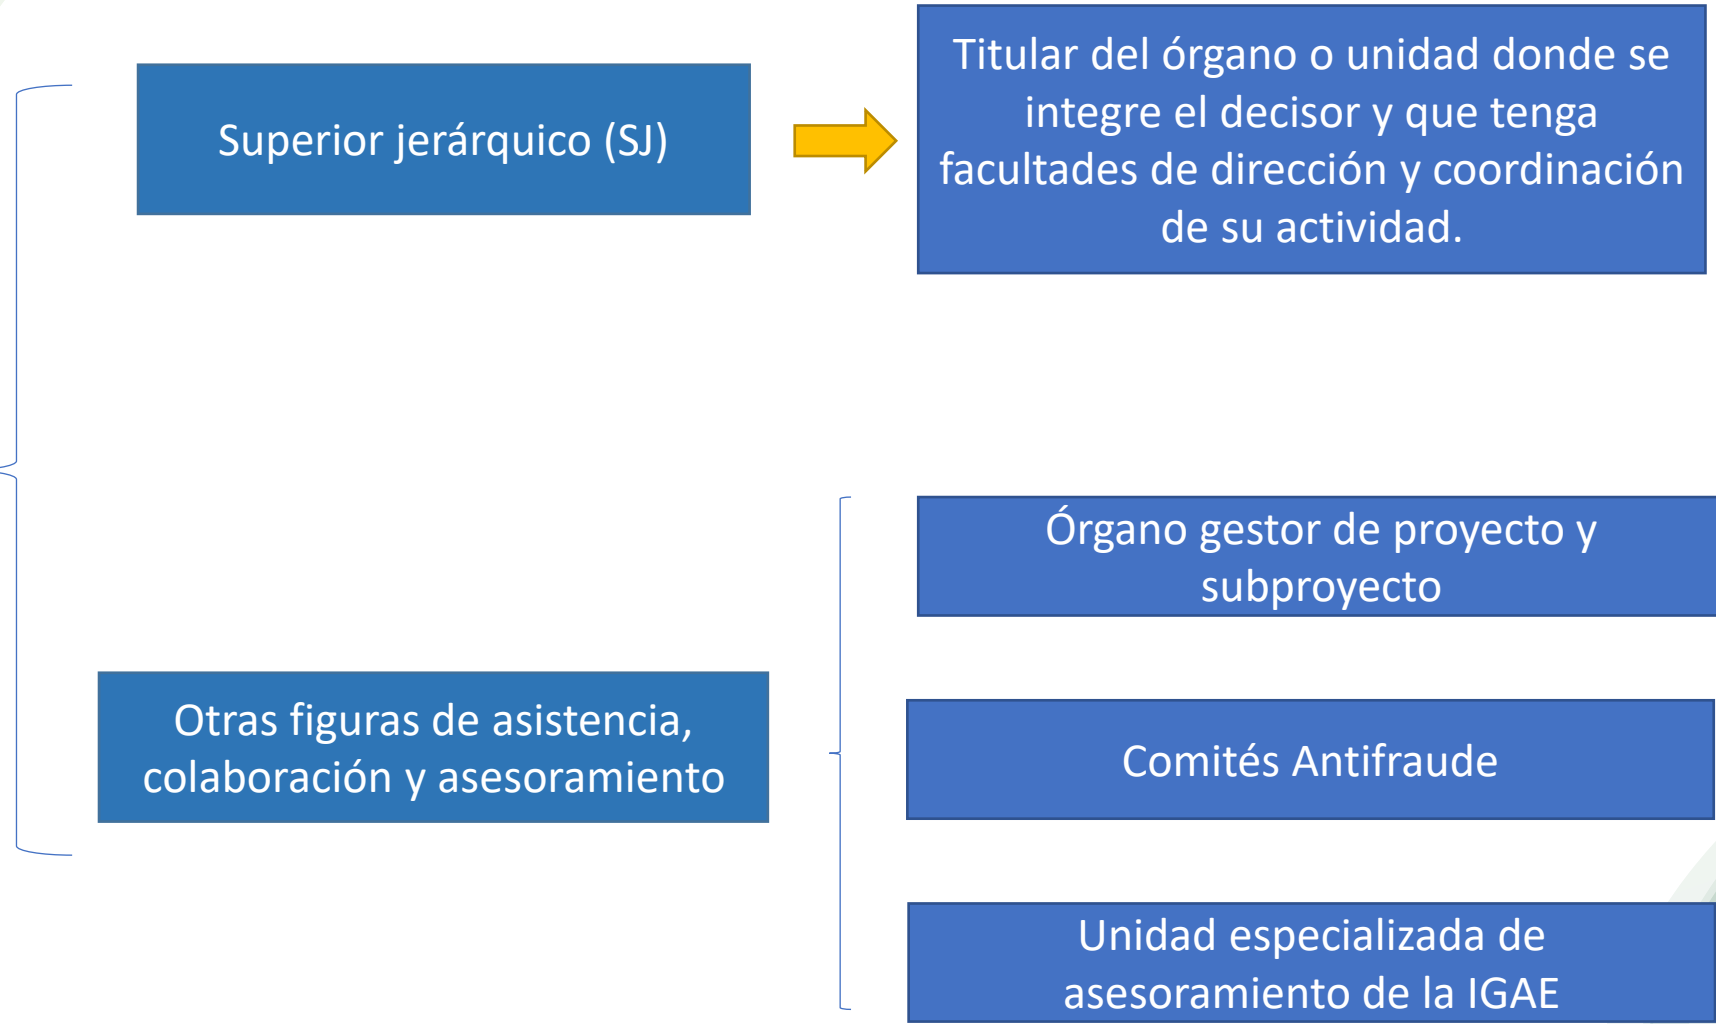 Superior jerárquico (SJ)
Titular del órgano o unidad donde se
integre el decisor y que tenga
facultades de dirección y coordinación
de su actividad.
Otras figuras de asistencia,
colaboración y asesoramiento
Órgano gestor de proyecto y
subproyecto
Comités Antifraude
Unidad especializada de
asesoramiento de la IGAE